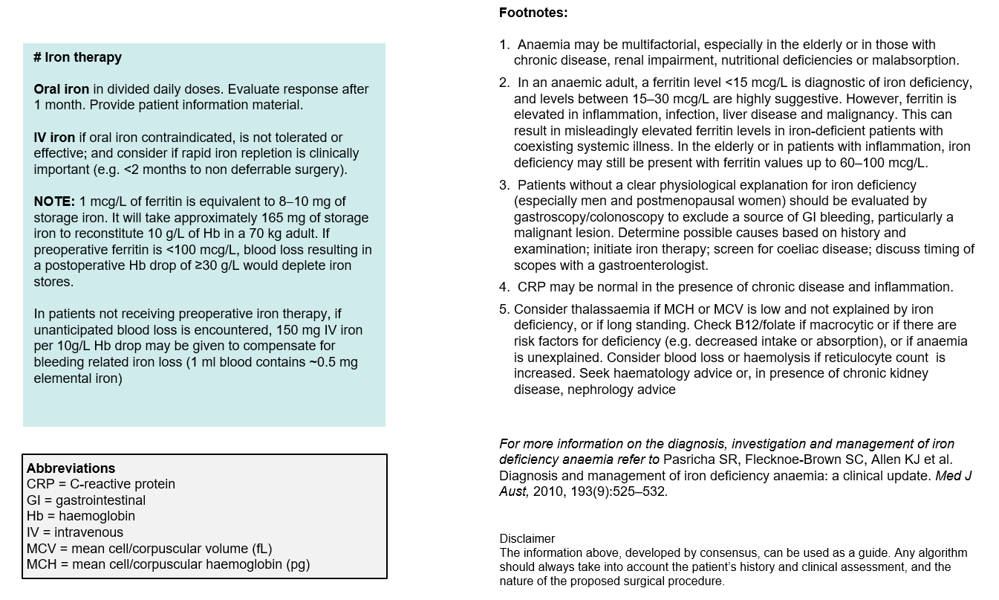 # Iron therapy
Oral iron in divided daily doses. Evaluate response after
1 month. Provide patient information material.
IV iron if oral iron contraindicated, is not tolerated or
effective; and consider if rapid iron repletion is clinically
important (e.g. <2 months to non deferrable surgery).
NOTE: 1 mcg/L of ferritin is equivalent to 8–10 mg of
storage iron. It will take approximately 165 mg of storage
iron to reconstitute 10 g/L of Hb in a 70 kg adult. If
preoperative ferritin is <100 mcg/L, blood loss resulting in
a postoperative Hb drop of ≥30 g/L would deplete iron
stores.
In patients not receiving preoperative iron therapy, if
unanticipated blood loss is encountered, 150 mg IV iron
per 10g/L Hb drop may be given to compensate for
bleeding related iron loss (1 ml blood contains ~0.5 mg
elemental iron)
Abbreviations
CRP = C-reactive protein
GI = gastrointestinal
Hb = haemoglobin
IV = intravenous
MCV = mean cell/corpuscular volume (fL)
MCH = mean cell/corpuscular haemoglobin (pg)
Footnotes:
1. Anaemia may be multifactorial, especially in the elderly or in those with
chronic disease, renal impairment, nutritional deficiencies or malabsorption.
2. In an anaemic adult, a ferritin level <15 mcg/L is diagnostic of iron deficiency,
and levels between 15–30 mcg/L are highly suggestive. However, ferritin is
elevated in inflammation, infection, liver disease and malignancy. This can
result in misleadingly elevated ferritin levels in iron-deficient patients with
coexisting systemic illness. In the elderly or in patients with inflammation, iron
deficiency may still be present with ferritin values up to 60–100 mcg/L.
3. Patients without a clear physiological explanation for iron deficiency
(especially men and postmenopausal women) should be evaluated by
gastroscopy/colonoscopy to exclude a source of GI bleeding, particularly a
malignant lesion. Determine possible causes based on history and
examination; initiate iron therapy; screen for coeliac disease; discuss timing of
scopes with a gastroenterologist.
4. CRP may be normal in the presence of chronic disease and inflammation.
5. Consider thalassaemia if MCH or MCV is low and not explained by iron
deficiency, or if long standing. Check B12/folate if macrocytic or if there are
risk factors for deficiency (e.g. decreased intake or absorption), or if anaemia
is unexplained. Consider blood loss or haemolysis if reticulocyte count is
increased. Seek haematology advice or, in presence of chronic kidney
disease, nephrology advice
For more information on the diagnosis, investigation and management of iron
deficiency anaemia refer to Pasricha SR, Flecknoe-Brown SC, Allen KJ et al.
Diagnosis and management of iron deficiency anaemia: a clinical update. Med J
Aust, 2010, 193(9):525–532.
Disclaimer
The information above, developed by consensus, can be used as a guide. Any algorithm
should always take into account the patient's history and clinical assessment, and the
nature of the proposed surgical procedure.